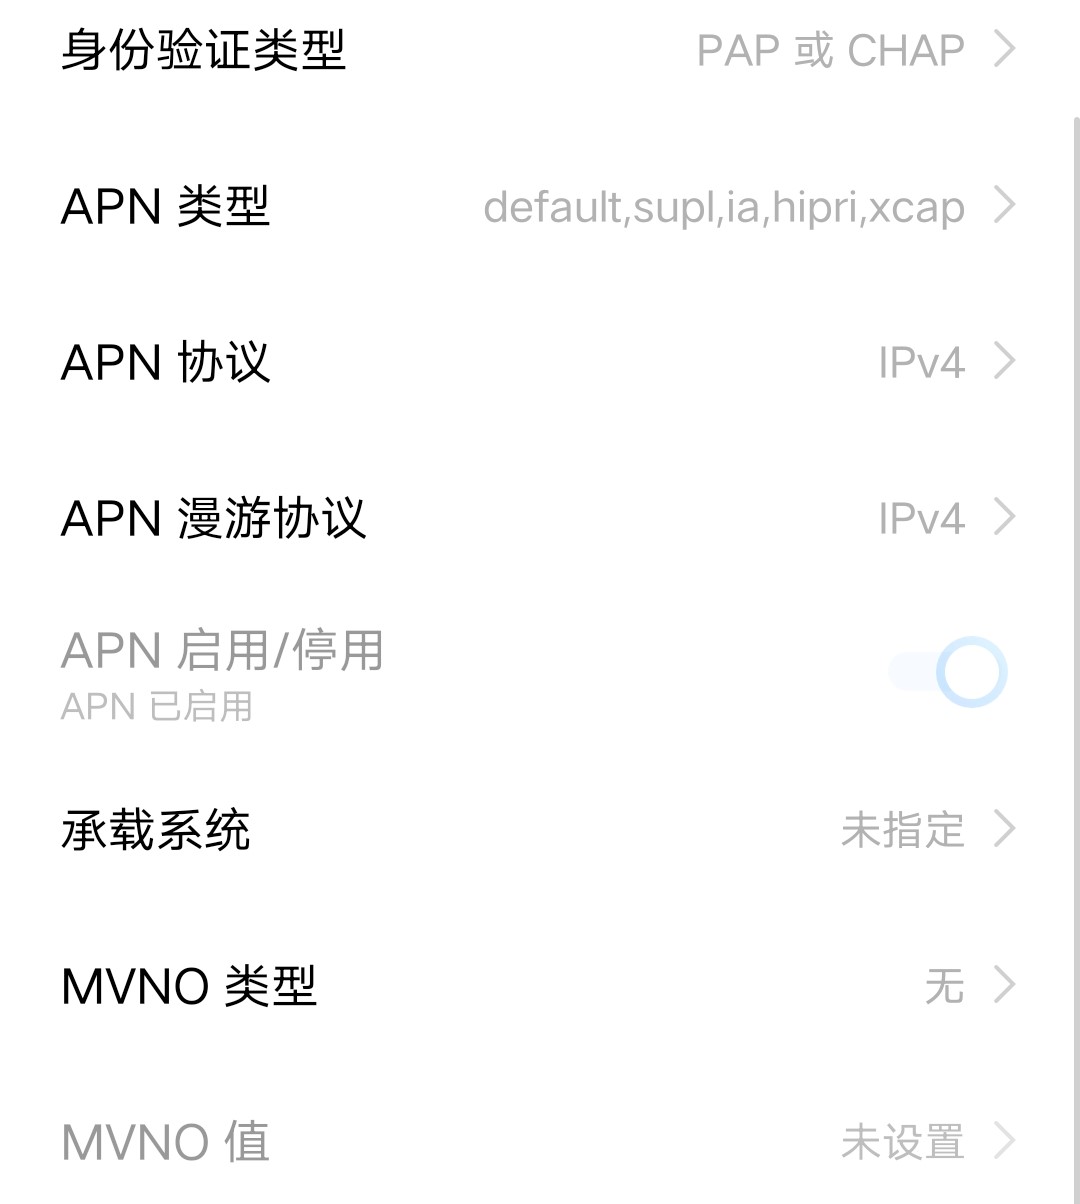 身份验证类型 PAP 或 CHAP
APN 类型 default,supl,ia,hipri,xcap
APN 协议 IPv4
APN 漫游协议 IPv4
APN 启用/停用
APN 已启用
承载系统 未指定
MVNO 类型 无
MVNO 值 未设置